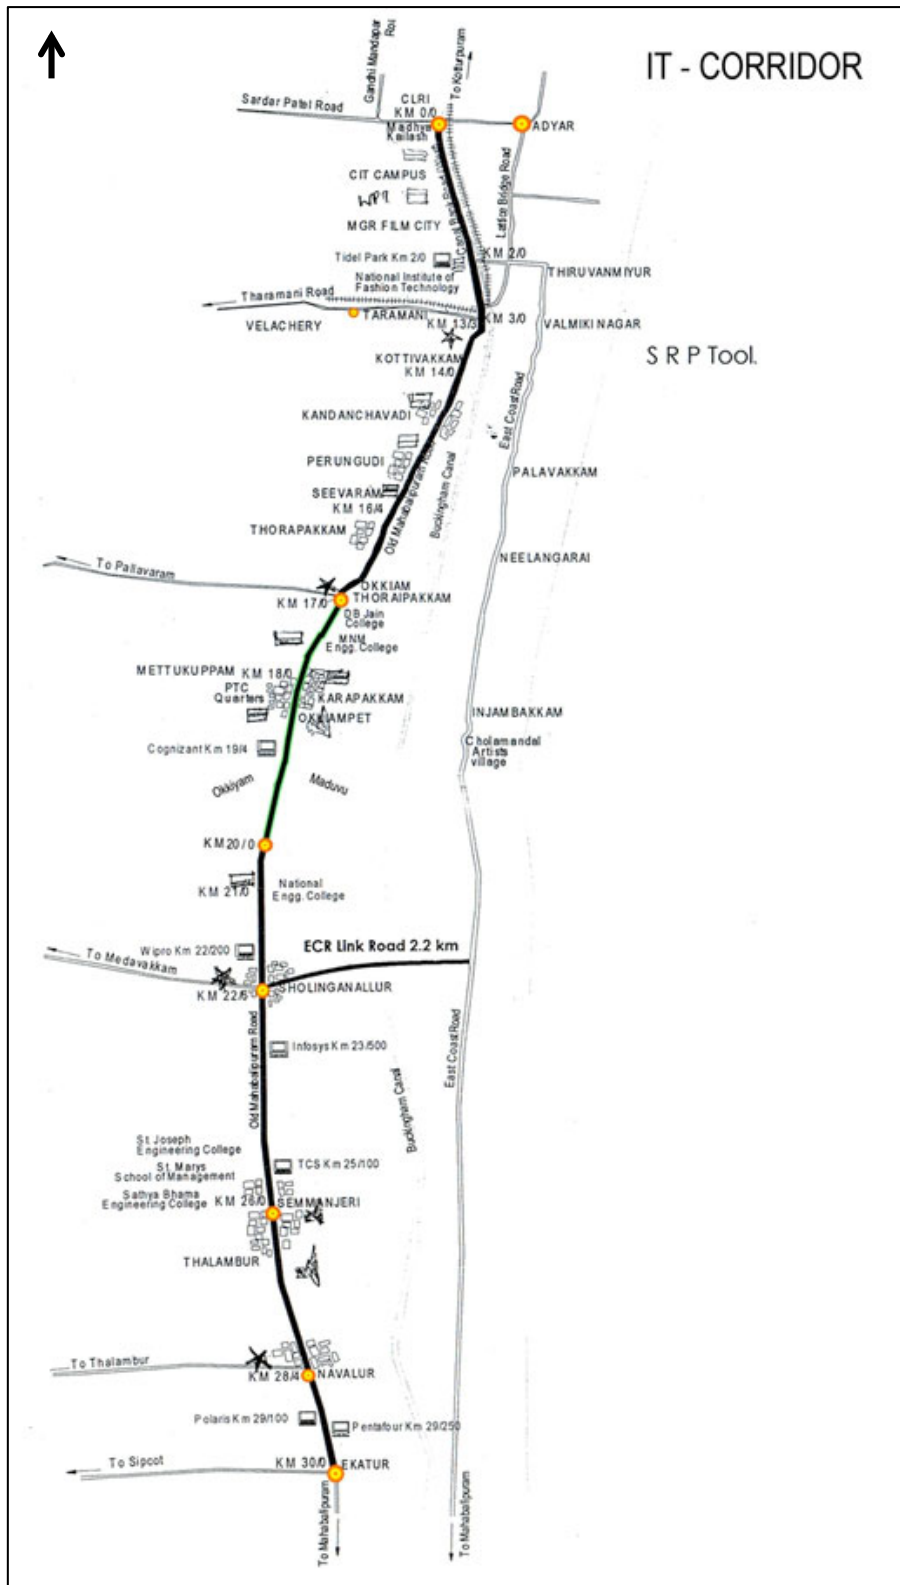 IT - CORRIDOR
Gandhi Mandapar
Roa
To Kotturpuram
Sardar Patel Road
CLRI
KM 0/0
Madhya
Kailash
ADYAR
CIT CAMPUS
WPT
MGR FILM CITY
Lattice Bridge Road
Tidel Park Km 2/0
KM 2/0
THIRUVANMIYUR
National Institute of
Fashion Technology
Tharamani Road
TARAMANI
KM 13/3
KM 3/0
VELACHERY
VALMIKI NAGAR
S R P Tool.
KOTTIVAKKAM
KM 14/0
East Coast Road
KANDANCHAVADI
Old Mahabalipuram Road
Buckingham Canal
PERUNGUDI
PALAVAKKAM
SEEVARAM
KM 16/4
THORAPAKKAM
NEELANGARAI
To Pallavaram
OKKIAM
KM 17/0
THORAIPAKKAM
DB Jain
College
MNM
Engg. College
METTUKUPPAM
KM 18/0
PTC
Quarters
KARAPAKKAM
OKKIAMPET
INJAMBAKKAM
Cholamandal
Artists
village
Cognizant Km 19/4
Okkiyam
Maduvu
KM 20/0
KM 21/0
National
Engg. College
Wipro Km 22/200
ECR Link Road 2.2 km
To Medavakkam
KM 22/6
SHOLINGANALLUR
Old Mahabalipuram Road
Infosys Km 23/500
East Coast Road
Buckingham Canal
St. Joseph
Engineering College
St. Marys
School of Management
TCS Km 25/100
Sathya Bhama
Engineering College
KM 26/0
SEMMANJERI
THALAMBUR
To Thalambur
KM 28/4
NAVALUR
Polaris Km 29/100
Pentafour Km 29/250
To Sipcot
KM 30/0
EKATUR
To Mahabalipuram
To Mahabalipuram